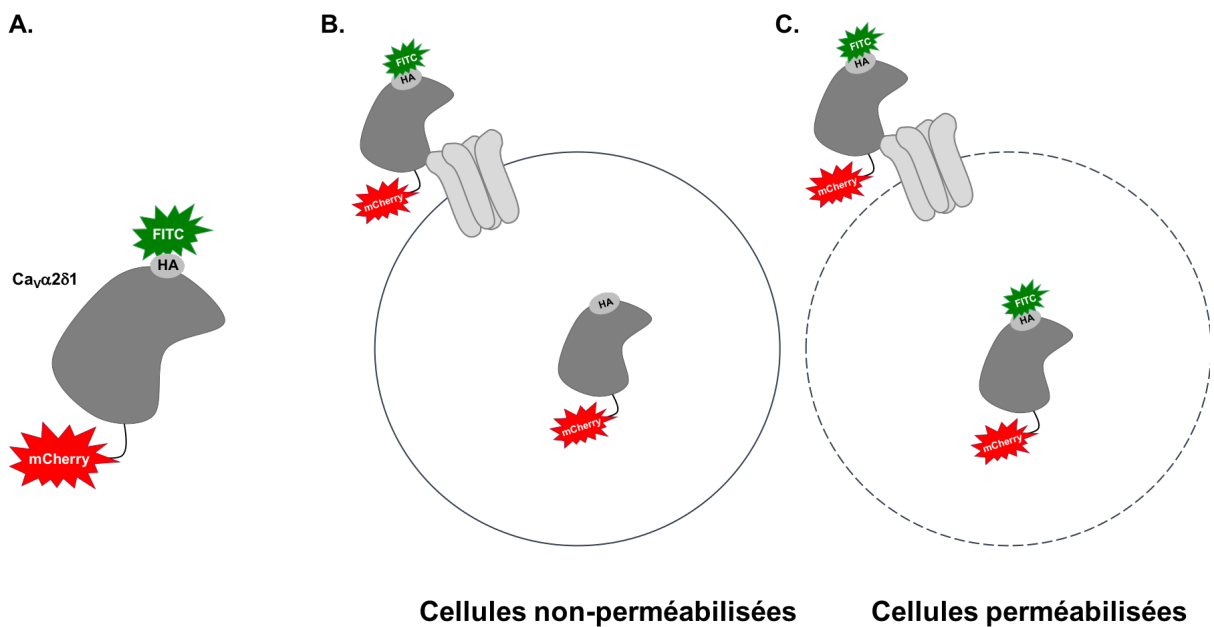 A.
B.
C.
FITC
HA
Cavα2δ1
mCherry
FITC
HA
mCherry
HA
mCherry
FITC
HA
mCherry
FITC
HA
mCherry
Cellules non-perméabilisées
Cellules perméabilisées